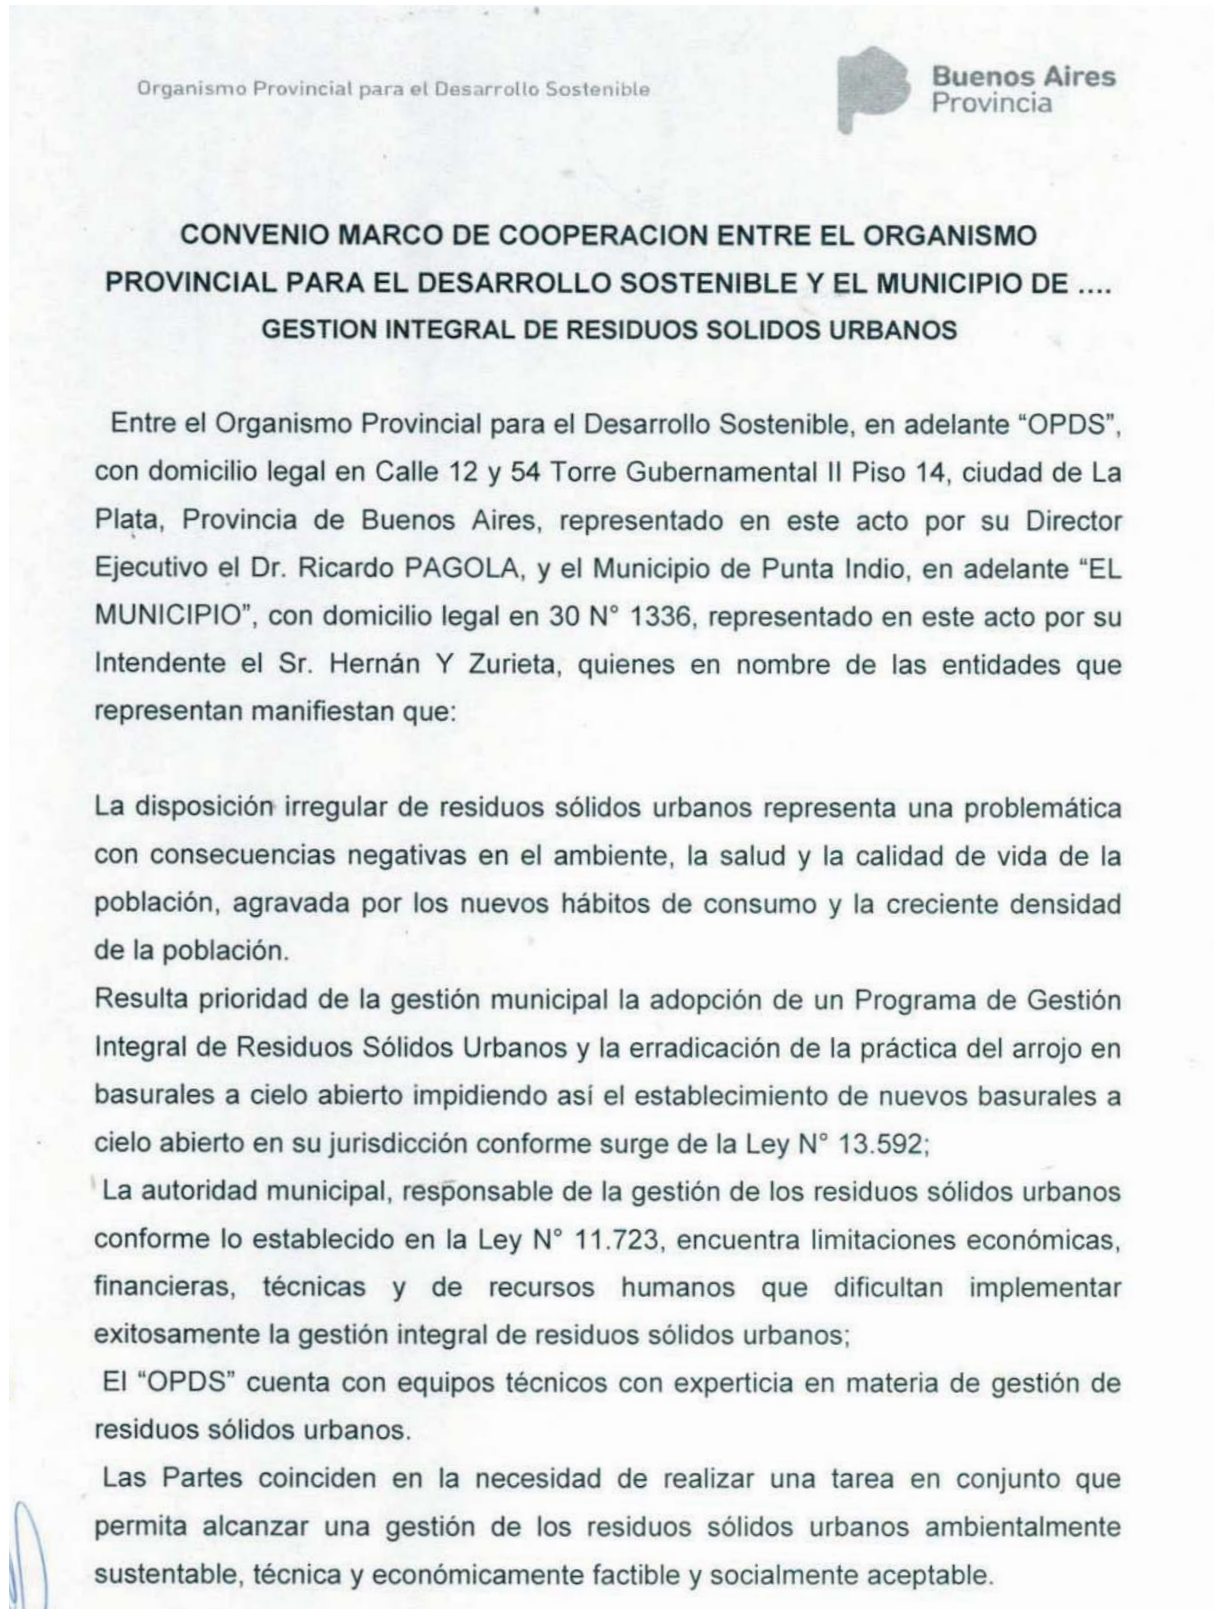 Organismo Provincial para el Desarrollo Sostenible
Buenos Aires
Provincia
CONVENIO MARCO DE COOPERACION ENTRE EL ORGANISMO
PROVINCIAL PARA EL DESARROLLO SOSTENIBLE Y EL MUNICIPIO DE ....
GESTION INTEGRAL DE RESIDUOS SOLIDOS URBANOS
Entre el Organismo Provincial para el Desarrollo Sostenible, en adelante “OPDS”,
con domicilio legal en Calle 12 y 54 Torre Gubernamental II Piso 14, ciudad de La
Plata, Provincia de Buenos Aires, representado en este acto por su Director
Ejecutivo el Dr. Ricardo PAGOLA, y el Municipio de Punta Indio, en adelante “EL
MUNICIPIO”, con domicilio legal en 30 N° 1336, representado en este acto por su
Intendente el Sr. Hernán Y Zurieta, quienes en nombre de las entidades que
representan manifiestan que:
La disposición irregular de residuos sólidos urbanos representa una problemática
con consecuencias negativas en el ambiente, la salud y la calidad de vida de la
población, agravada por los nuevos hábitos de consumo y la creciente densidad
de la población.
Resulta prioridad de la gestión municipal la adopción de un Programa de Gestión
Integral de Residuos Sólidos Urbanos y la erradicación de la práctica del arrojo en
basurales a cielo abierto impidiendo así el establecimiento de nuevos basurales a
cielo abierto en su jurisdicción conforme surge de la Ley N° 13.592;
La autoridad municipal, responsable de la gestión de los residuos sólidos urbanos
conforme lo establecido en la Ley N° 11.723, encuentra limitaciones económicas,
financieras, técnicas y de recursos humanos que dificultan implementar
exitosamente la gestión integral de residuos sólidos urbanos;
El “OPDS” cuenta con equipos técnicos con experticia en materia de gestión de
residuos sólidos urbanos.
Las Partes coinciden en la necesidad de realizar una tarea en conjunto que
permita alcanzar una gestión de los residuos sólidos urbanos ambientalmente
sustentable, técnica y económicamente factible y socialmente aceptable.